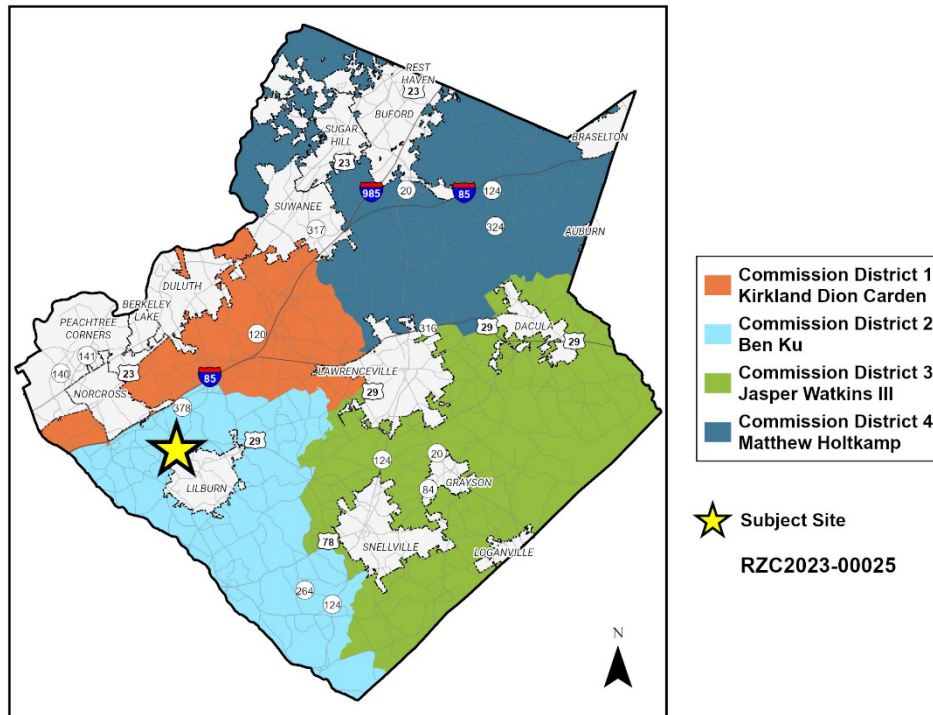 REST
HAVEN
23
BUFORD
SUGAR
HILL
23
BRASELTON
985
20
85
124
SUWANEE
317
324
AUBURN
DULUTH
BERKELEY
LAKE
PEACHTREE
CORNERS
141
140
23
NORCROSS
120
85
316
29
DACULA
29
LAWRENCEVILLE
29
378
29
LILBURN
124
20
84
GRAYSON
78
SNELLVILLE
LOGANVILLE
264
124
N
Commission District 1
Kirkland Dion Carden
Commission District 2
Ben Ku
Commission District 3
Jasper Watkins III
Commission District 4
Matthew Holtkamp
Subject Site
RZC2023-00025